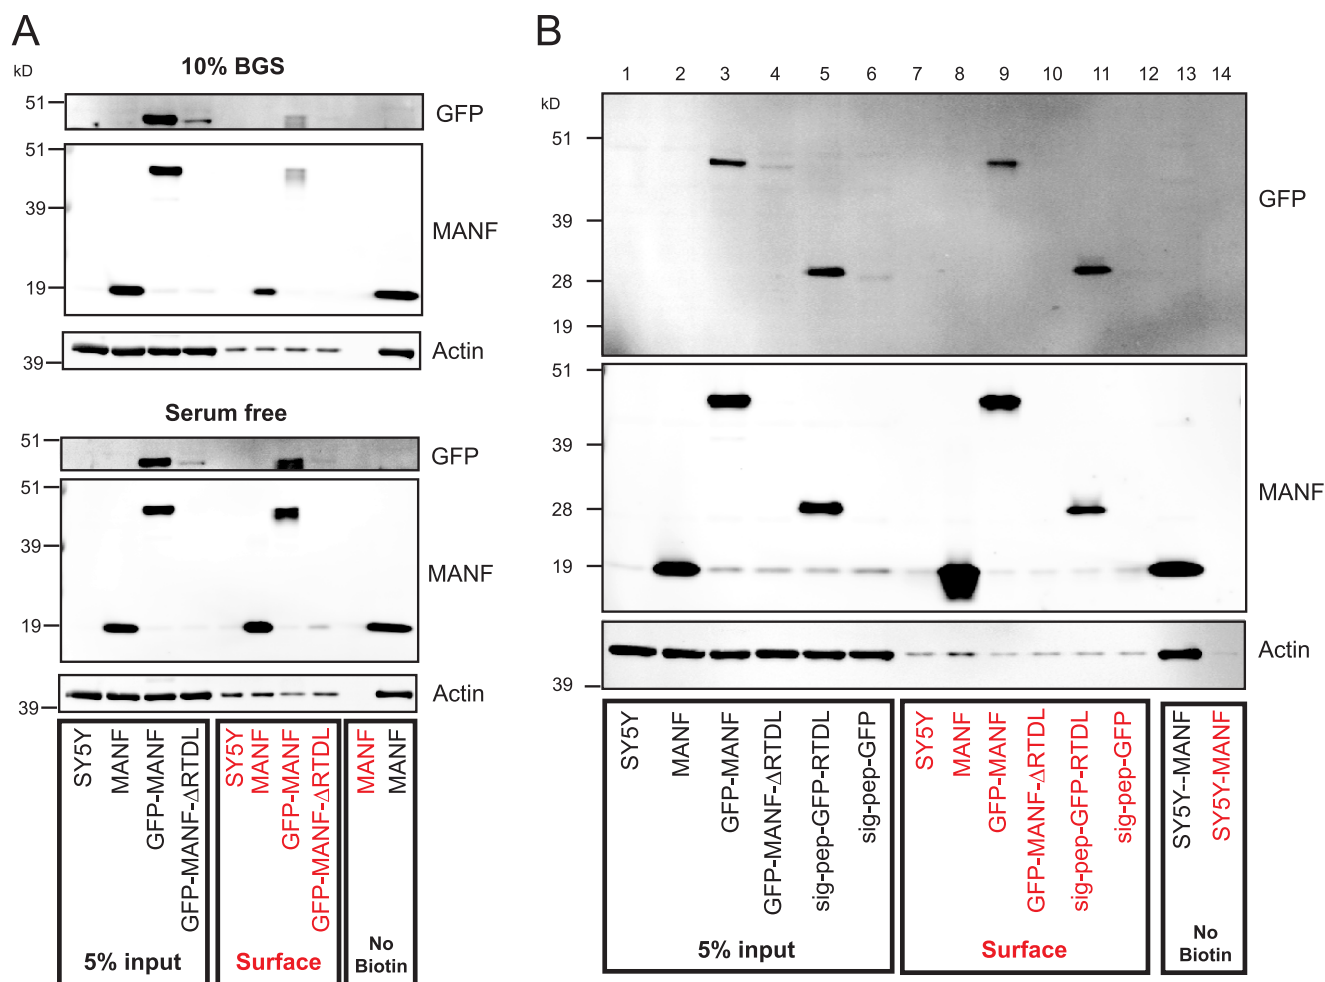 A
kD
10% BGS
51
GFP
51
39
MANF
19
Actin
39
Serum free
51
GFP
51
39
MANF
19
Actin
39
SY5Y
MANF
GFP-MANF
GFP-MANF-ΔRTDL
SY5Y
MANF
GFP-MANF
GFP-MANF-ΔRTDL
MANF
MANF
5% input
Surface
No
Biotin
B
1 2 3 4 5 6 7 8 9 10 11 12 13 14
kD
51
39
GFP
28
19
51
39
MANF
28
19
Actin
39
SY5Y
MANF
GFP-MANF
GFP-MANF-ΔRTDL
sig-pep-GFP-RTDL
sig-pep-GFP
SY5Y
MANF
GFP-MANF
GFP-MANF-ΔRTDL
sig-pep-GFP-RTDL
sig-pep-GFP
SY5Y--MANF
SY5Y-MANF
5% input
Surface
No
Biotin